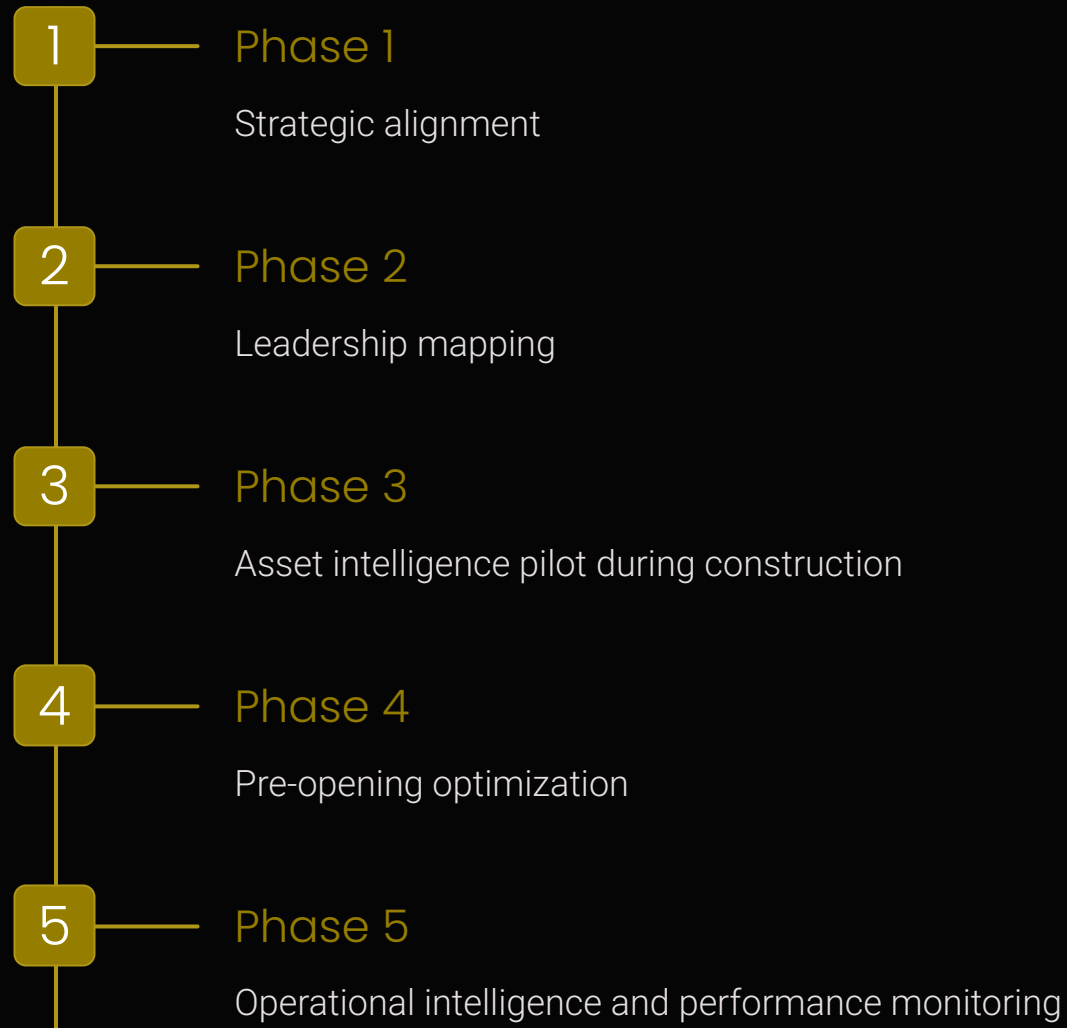 1
Phase 1
Strategic alignment
2
Phase 2
Leadership mapping
3
Phase 3
Asset intelligence pilot during construction
4
Phase 4
Pre-opening optimization
5
Phase 5
Operational intelligence and performance monitoring